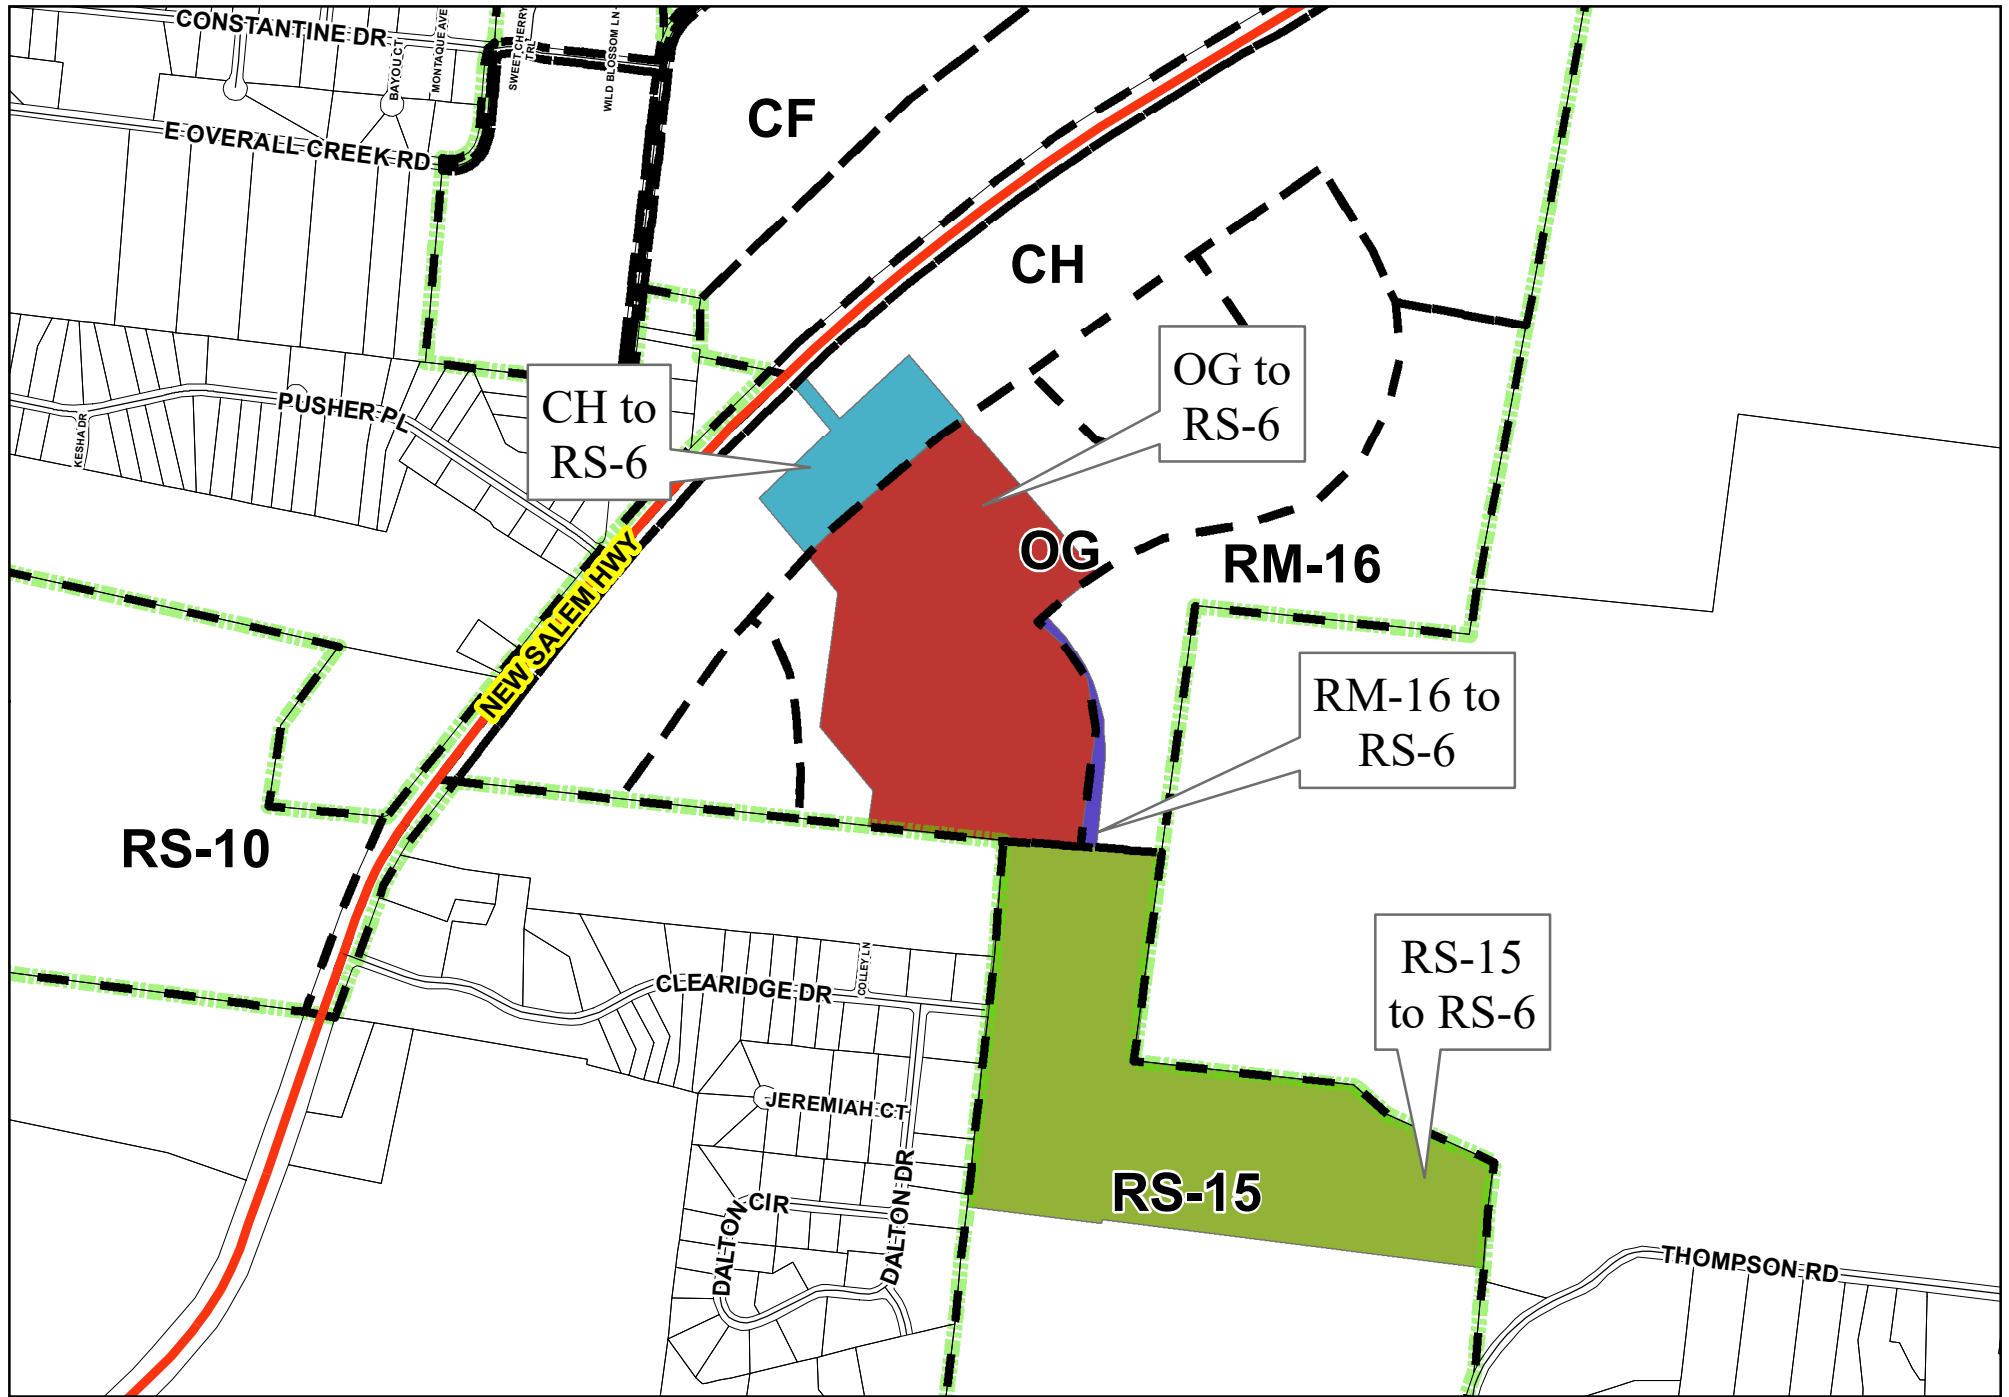 CONSTANTINE DR
BAYOU CT
MONTAQUE AVE
SWEET CHERRY
TRL
WILD BLOSSOM LN
E OVERALL CREEK RD
CF
CH
OG to
RS-6
CH to
RS-6
PUSHER PL
KESHA DR
OG
RM-16
NEW SALEM HWY
RM-16 to
RS-6
RS-10
RS-15
to RS-6
CLEARIDGE DR
COLLEY LN
JEREMIAH CT
DALTON DR
DALTON CIR
RS-15
THOMPSON RD